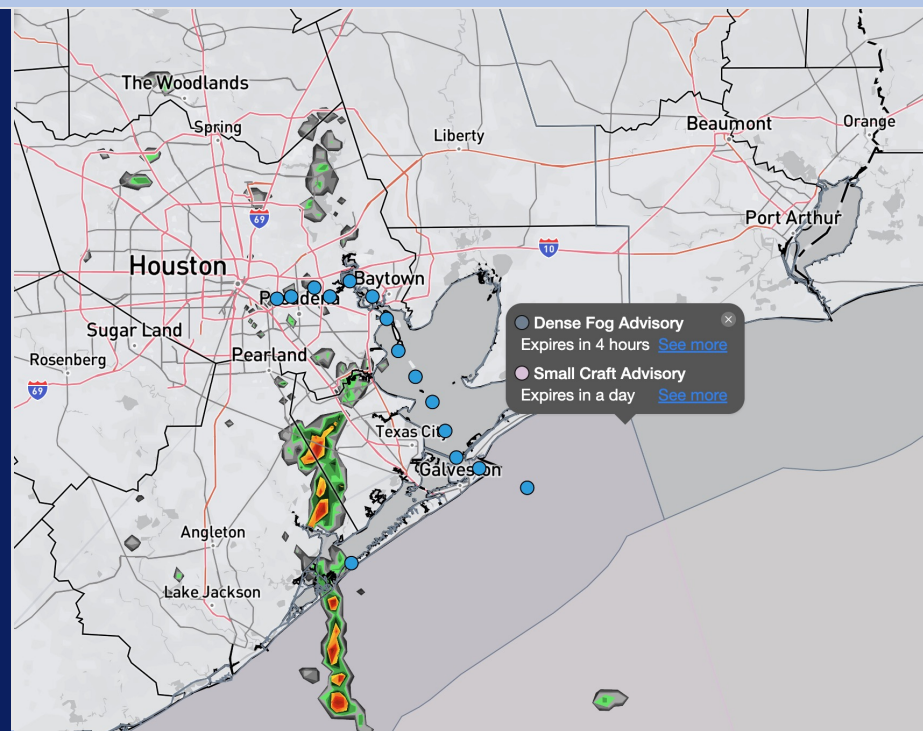 The Woodlands
Spring
Liberty
Beaumont
Orange
69
Port Arthur
10
Houston
Baytown
Pasadena
Dense Fog Advisory
Expires in 4 hours See more
Small Craft Advisory
Expires in a day See more
Sugar Land
Rosenberg
Pearland
69
Texas City
Galveston
Angleton
Lake Jackson